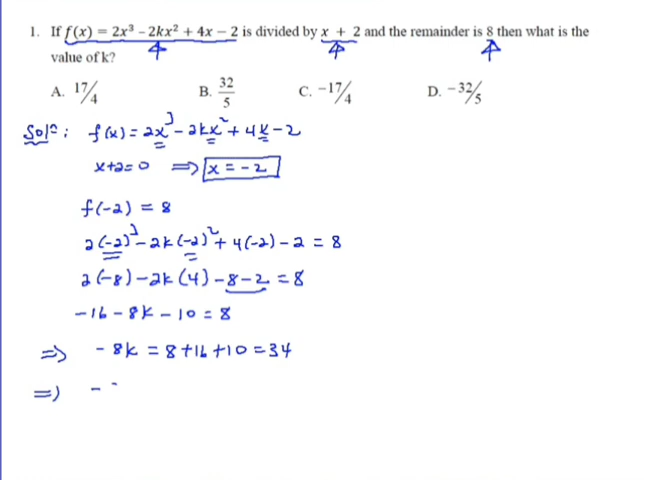 1. If f(x) = 2x³ – 2kx² + 4x – 2 is divided by x + 2 and the remainder is 8 then what is the
value of k?
A. 17/4 B. 32/5 C. –17/4 D. –32/5
Solⁿ: f(x) = 2x³ – 2kx² + 4x – 2
x+2=0 ⇒ x = –2
f(-2) = 8
2(-2)³ – 2k(-2)² + 4(-2) – 2 = 8
2(-8) – 2k(4) – 8 – 2 = 8
-16 – 8k – 10 = 8
⇒ - 8k = 8+16+10 = 34
⇒ -